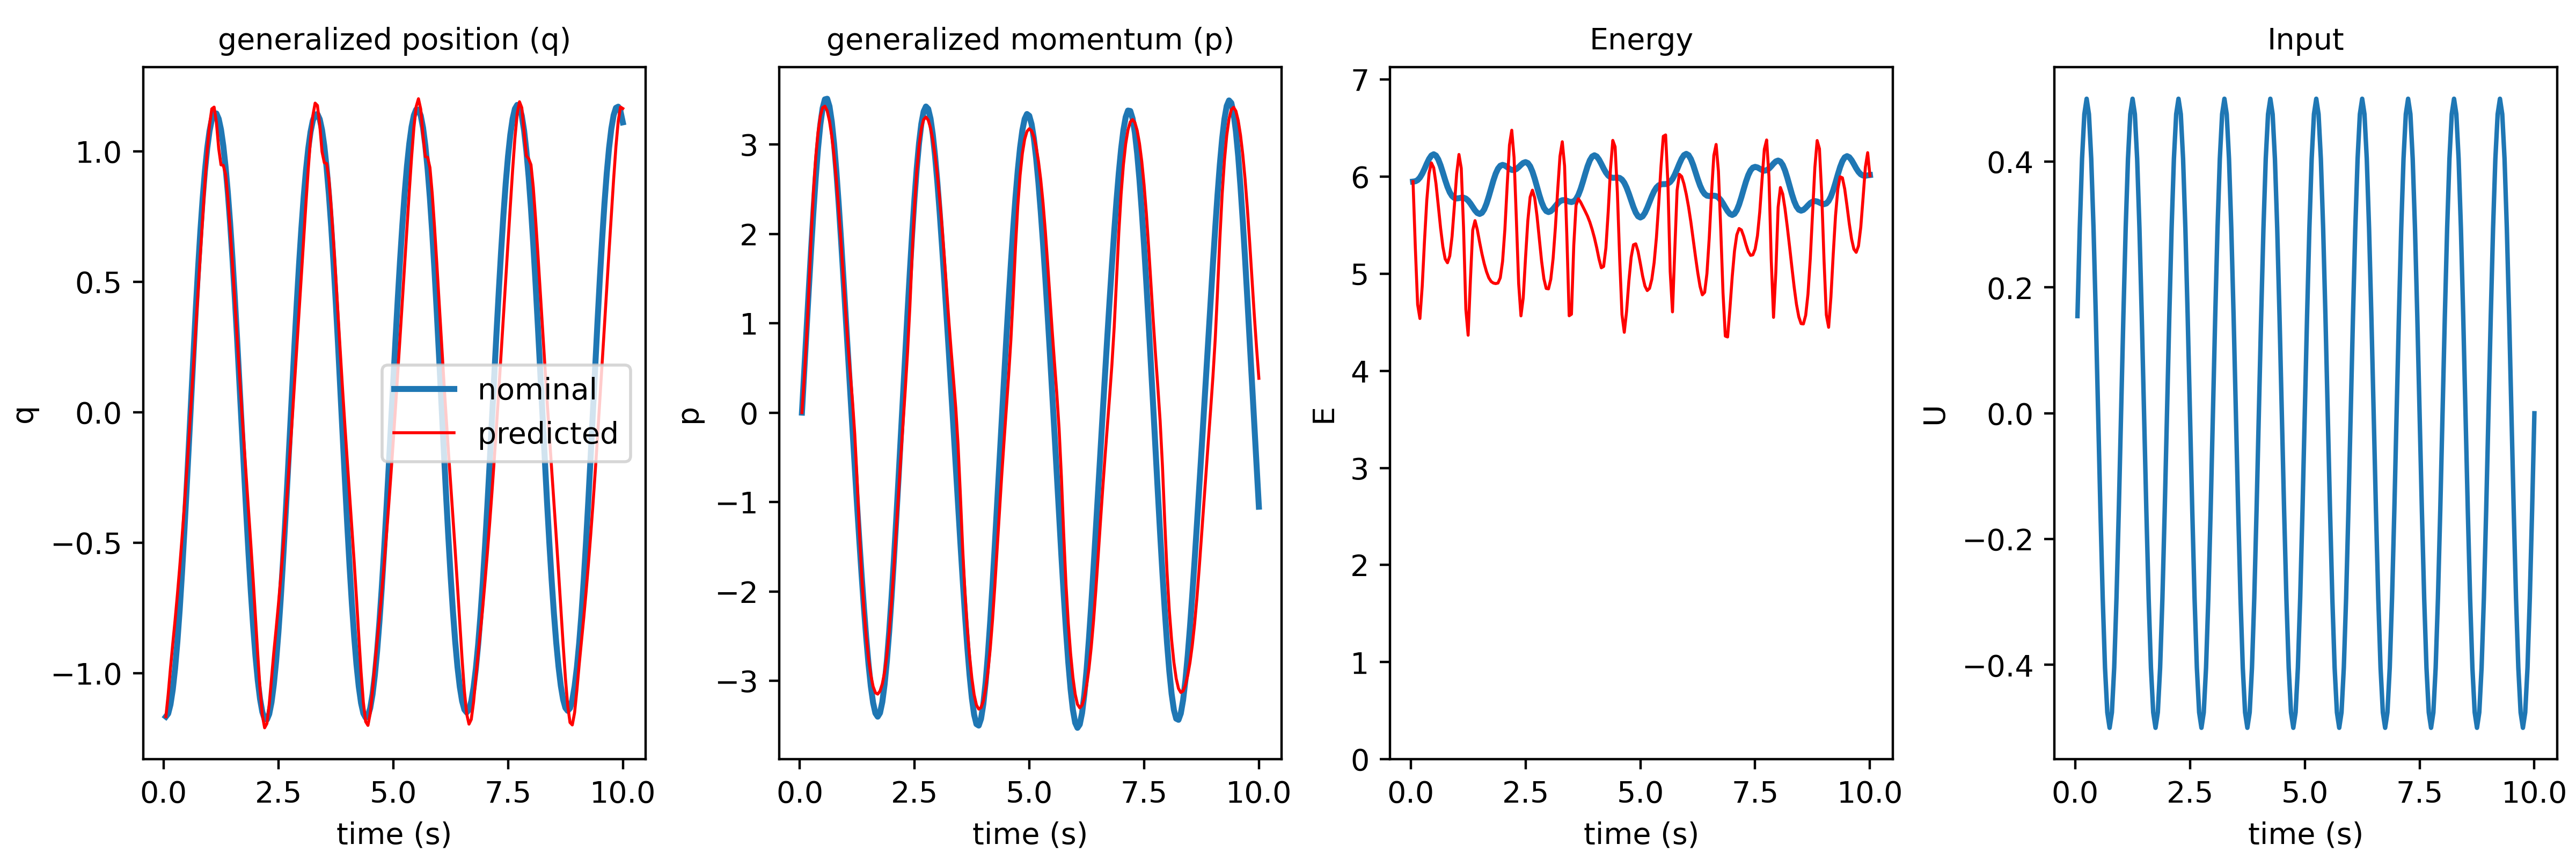 generalized position (q)
q
1.0
0.5
0.0
−0.5
−1.0
0.0 2.5 5.0 7.5 10.0
time (s)
nominal
predicted
generalized momentum (p)
p
3
2
1
0
−1
−2
−3
0.0 2.5 5.0 7.5 10.0
time (s)
Energy
E
7
6
5
4
3
2
1
0
0.0 2.5 5.0 7.5 10.0
time (s)
Input
U
0.4
0.2
0.0
−0.2
−0.4
0.0 2.5 5.0 7.5 10.0
time (s)